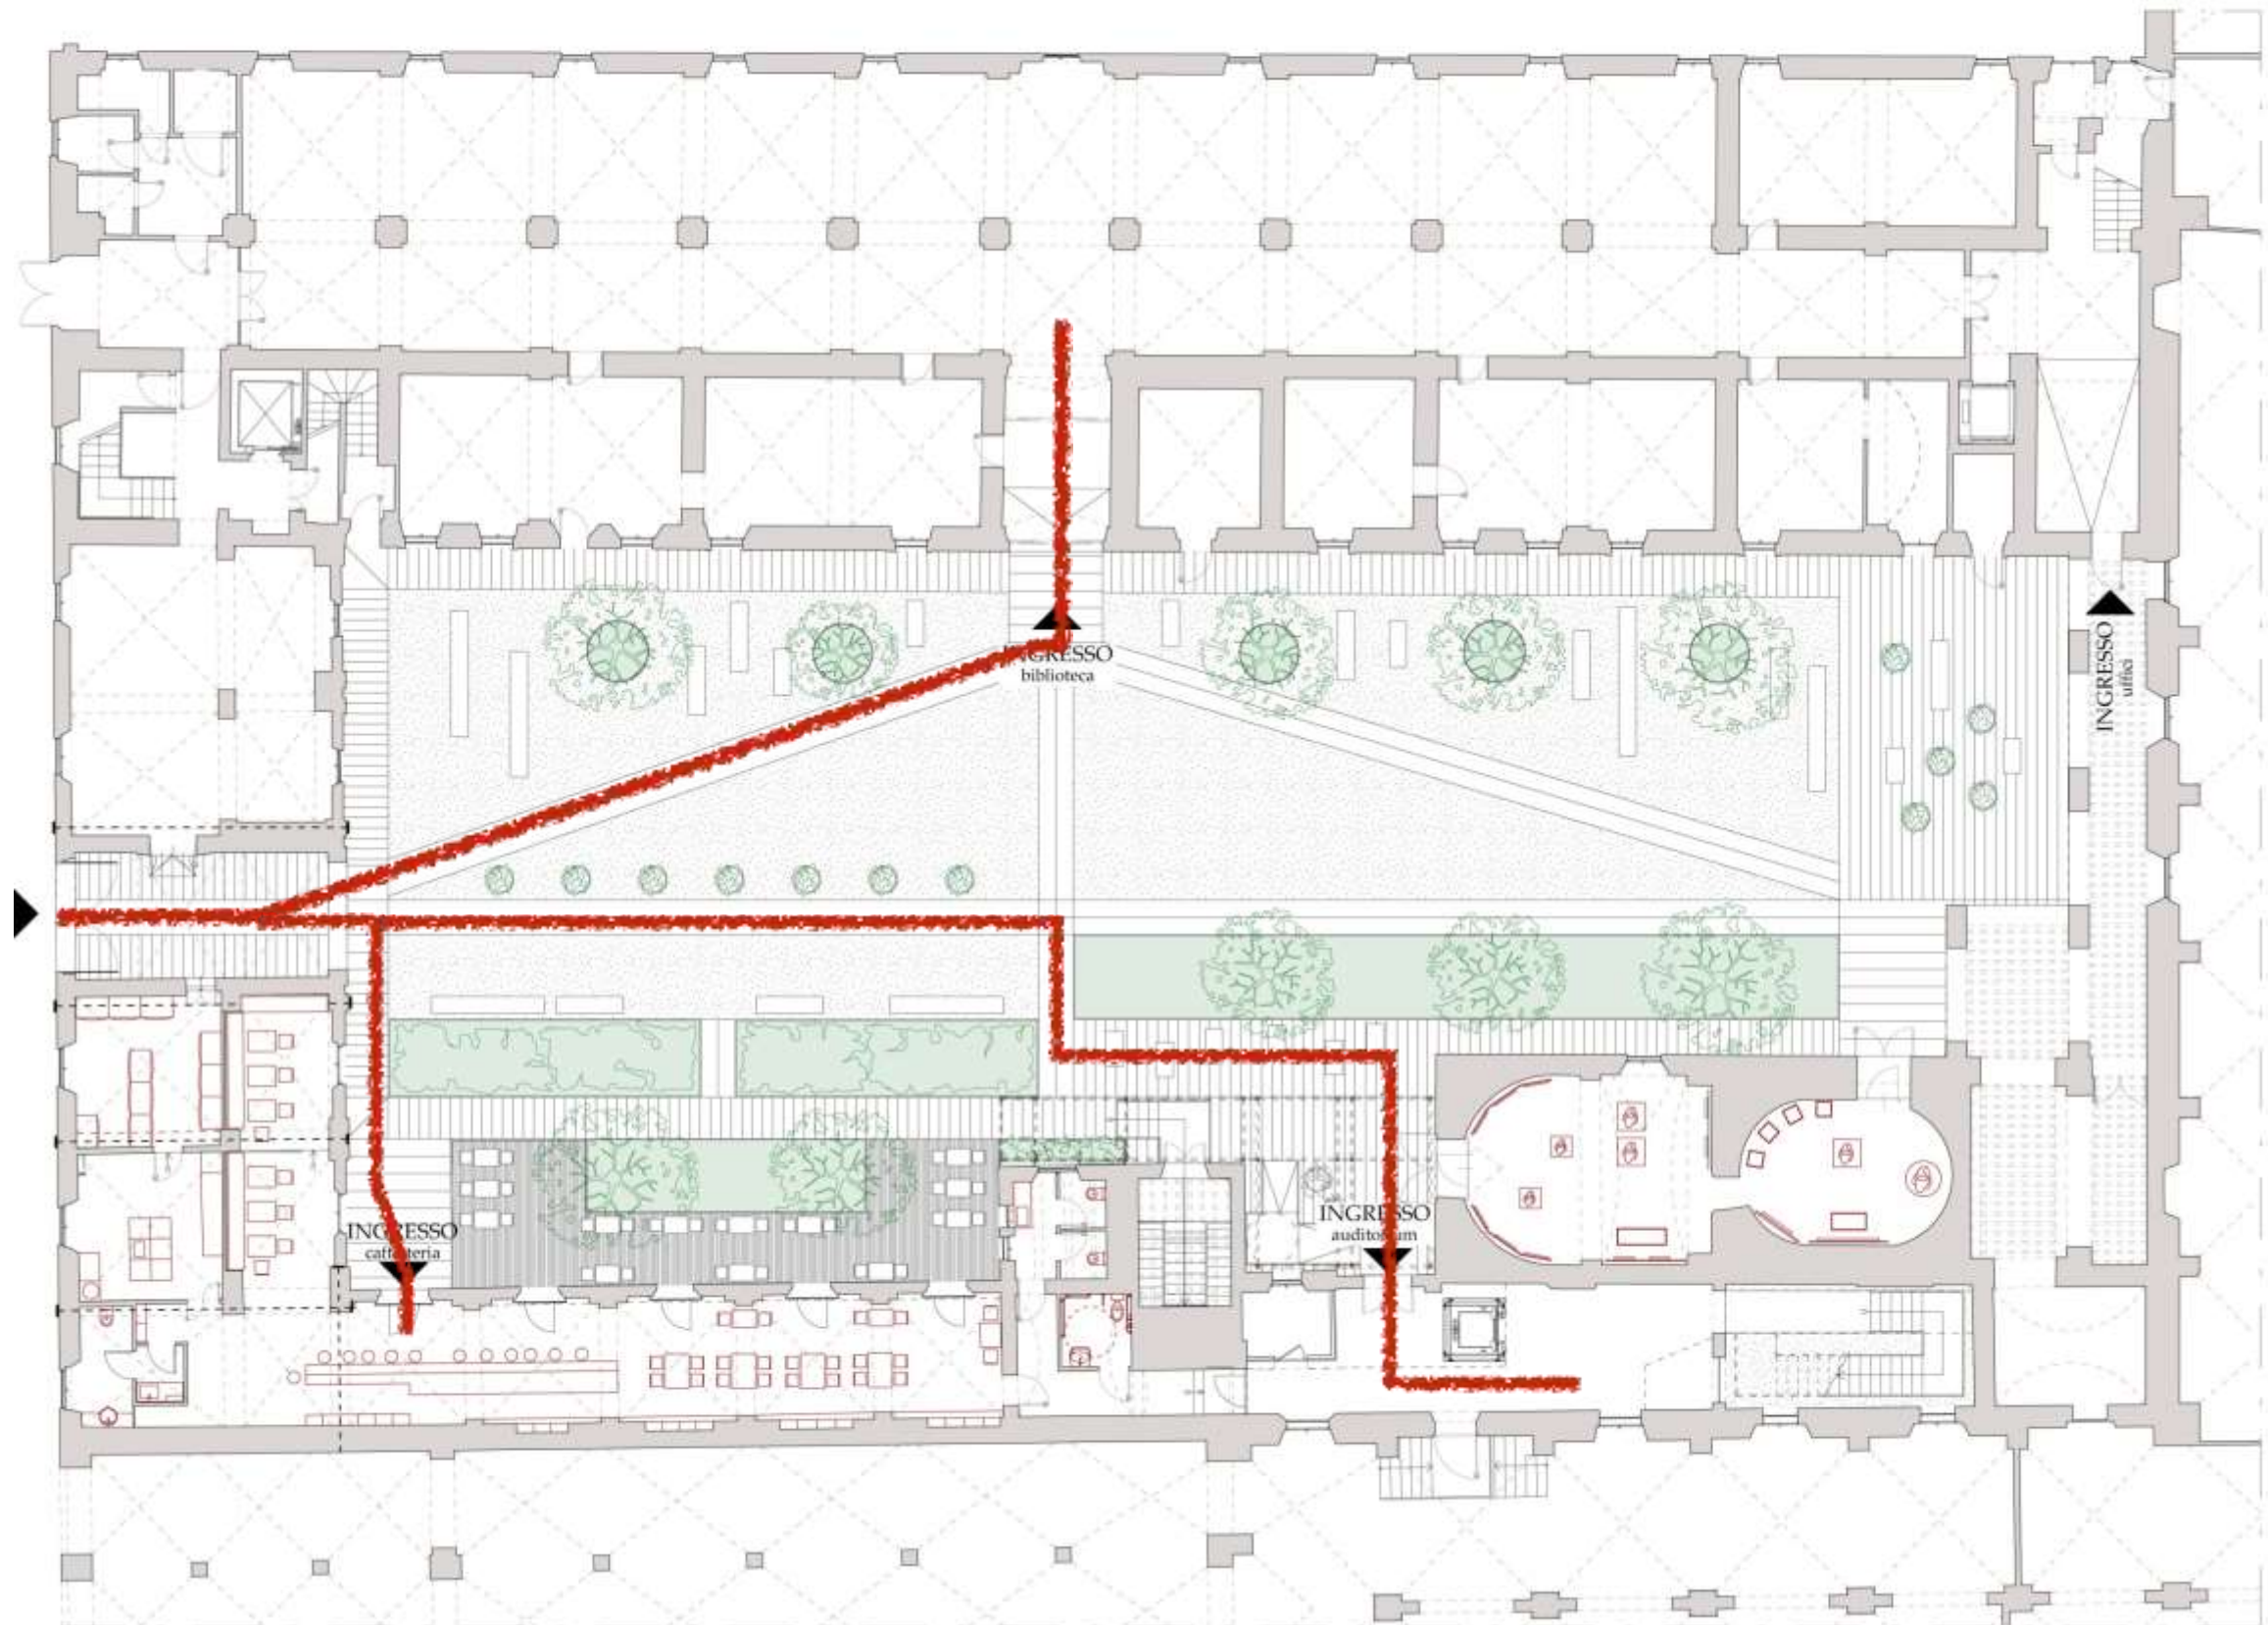 INGRESSO
biblioteca
INGRESSO
uffici
INGRESSO
caffetteria
INGRESSO
auditorium